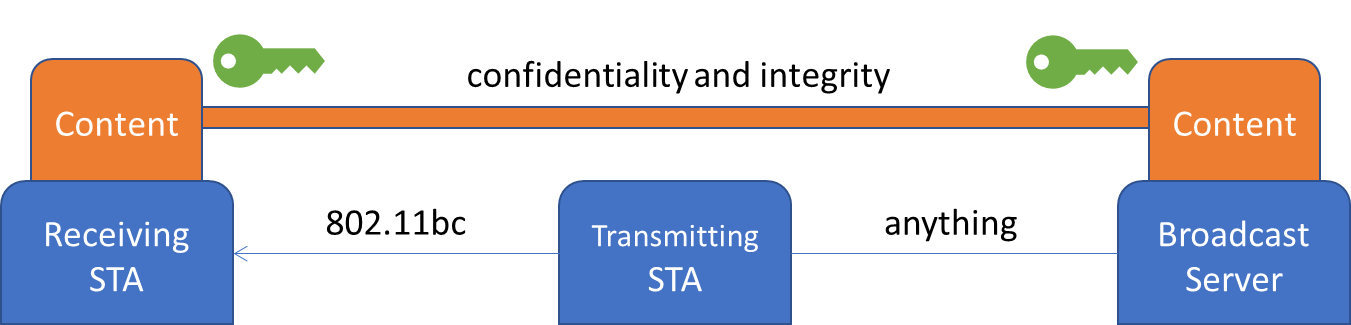 confidentiality and integrity
Content
Content
802.11bc
anything
Receiving
STA
Transmitting
STA
Broadcast
Server